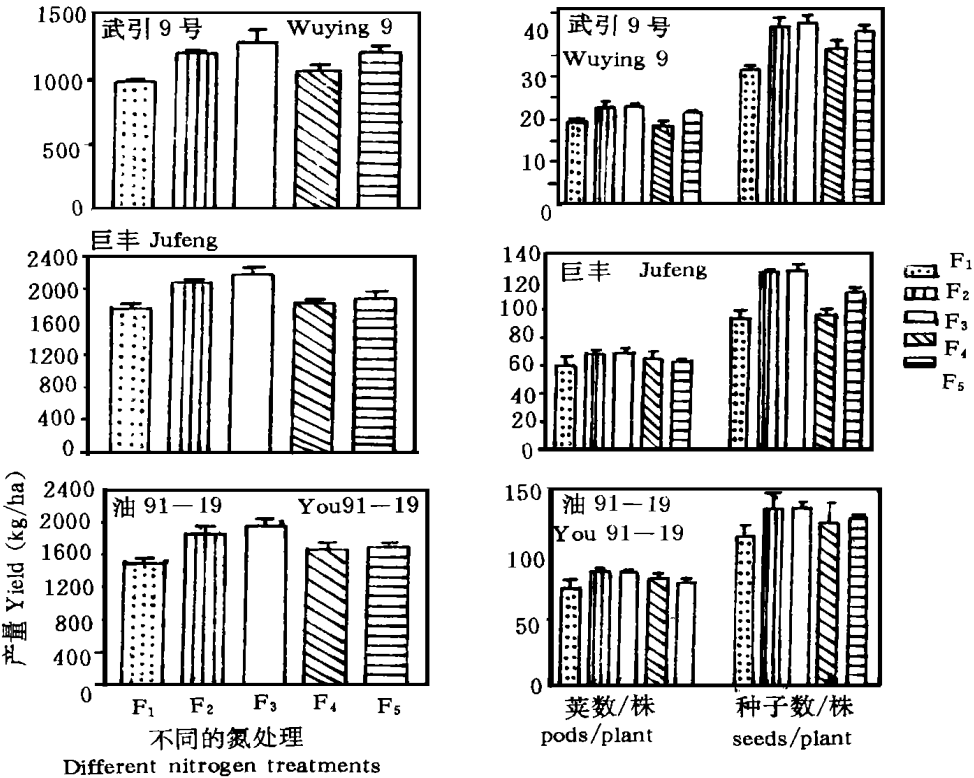 1500
1000
500
0
武引 9 号 Wuying 9
40
30
20
10
0
武引 9 号
Wuying 9
巨丰 Jufeng
2400
2000
1600
1200
800
400
0
140
120
100
80
60
40
20
0
巨丰 Jufeng
F₁
F₂
F₃
F₄
F₅
产量 Yield (kg/ha)
2400
2000
1600
1200
800
400
0
油 91—19 You91—19
F₁ F₂ F₃ F₄ F₅
不同的氮处理
Different nitrogen treatments
150
100
50
0
油 91—19
You 91—19
荚数/株 种子数/株
pods/plant seeds/plant